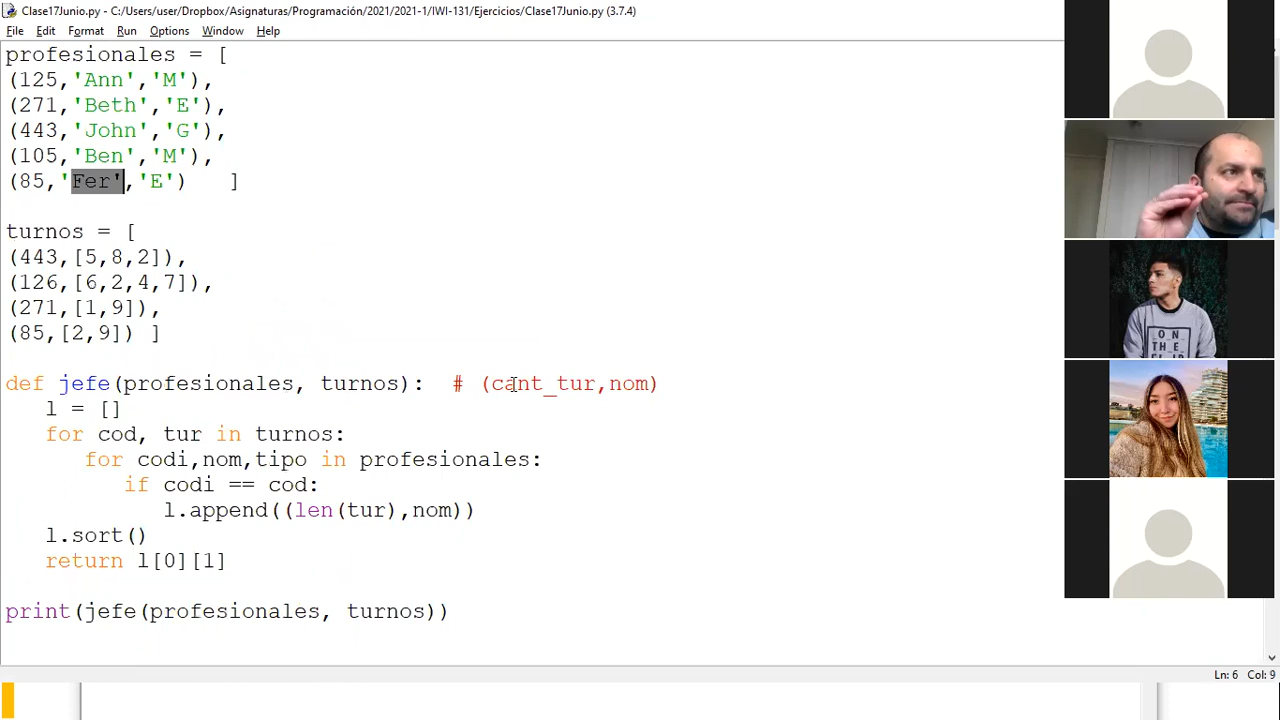 Clase17Junio.py - C:/Users/user/Dropbox/Asignaturas/Programación/2021/2021-1/IWI-131/Ejercicios/Clase17Junio.py (3.7.4)
File Edit Format Run Options Window Help
profesionales = [
(125,'Ann','M'),
(271,'Beth','E'),
(443,'John','G'),
(105,'Ben','M'),
(85,'Fer','E')   ]
turnos = [
(443,[5,8,2]),
(126,[6,2,4,7]),
(271,[1,9]),
(85,[2,9]) ]
def jefe(profesionales, turnos):  # (cant_tur,nom)
   l = []
   for cod, tur in turnos:
      for codi,nom,tipo in profesionales:
         if codi == cod:
            l.append((len(tur),nom))
   l.sort()
   return l[0][1]
print(jefe(profesionales, turnos))
ON
THE
Ln: 6 Col: 9